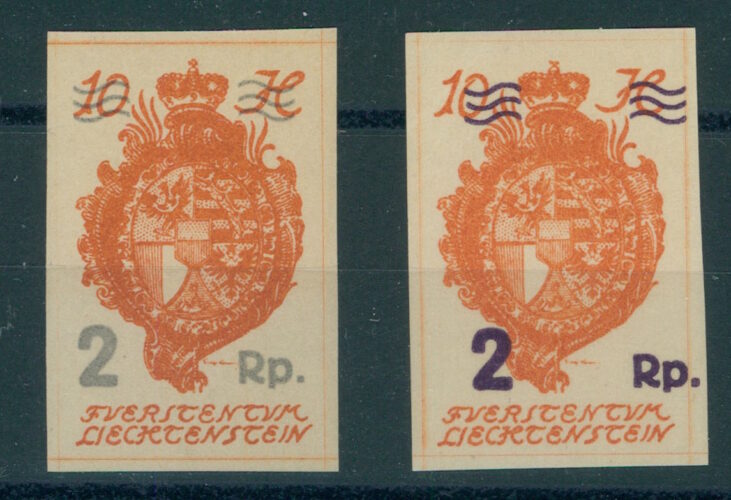 10 H
2 Rp.
FVERSTENTVM
LIECHTENSTEIN
10 H
2 Rp.
FVERSTENTVM
LIECHTENSTEIN